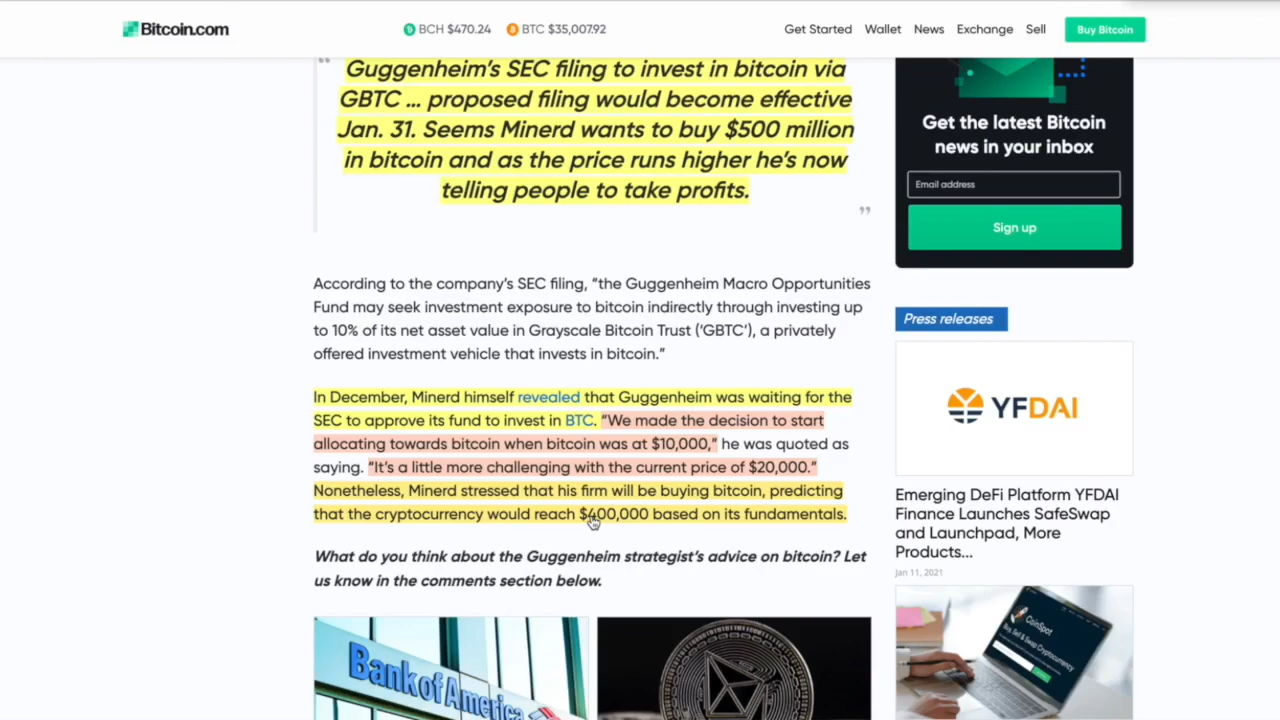 Bitcoin.com
BCH $470.24 BTC $35,007.92
Get Started Wallet News Exchange Sell Buy Bitcoin
“
Guggenheim’s SEC filing to invest in bitcoin via
GBTC … proposed filing would become effective
Jan. 31. Seems Minerd wants to buy $500 million
in bitcoin and as the price runs higher he’s now
telling people to take profits.
”
According to the company’s SEC filing, “the Guggenheim Macro Opportunities
Fund may seek investment exposure to bitcoin indirectly through investing up
to 10% of its net asset value in Grayscale Bitcoin Trust (‘GBTC’), a privately
offered investment vehicle that invests in bitcoin.”
In December, Minerd himself revealed that Guggenheim was waiting for the
SEC to approve its fund to invest in BTC. “We made the decision to start
allocating towards bitcoin when bitcoin was at $10,000,” he was quoted as
saying. “It’s a little more challenging with the current price of $20,000.”
Nonetheless, Minerd stressed that his firm will be buying bitcoin, predicting
that the cryptocurrency would reach $400,000 based on its fundamentals.
What do you think about the Guggenheim strategist’s advice on bitcoin? Let
us know in the comments section below.
Bank of America
Get the latest Bitcoin
news in your inbox
Email address
Sign up
Press releases
YFDAI
Emerging DeFi Platform YFDAI
Finance Launches SafeSwap
and Launchpad, More
Products...
Jan 11, 2021
CoinSpot
Buy, Sell & Swap Cryptocurrency